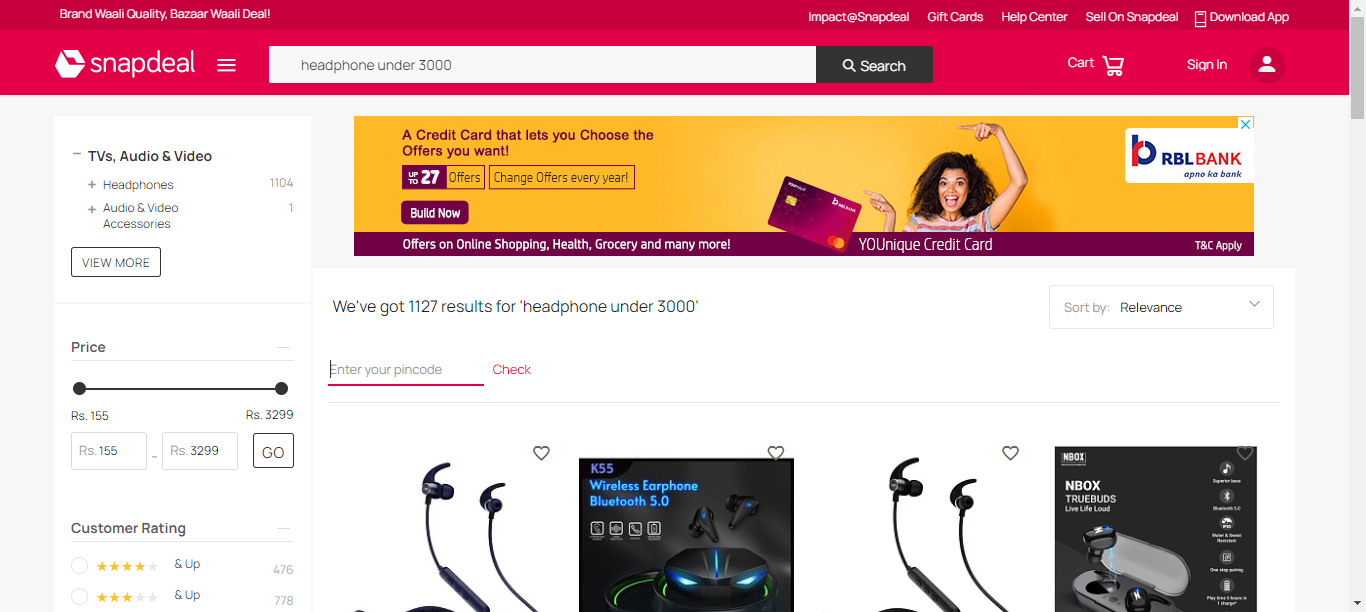 Brand Waali Quality, Bazaar Waali Deal!
Impact@Snapdeal Gift Cards Help Center Sell On Snapdeal Download App
snapdeal
headphone under 3000
Search
Cart
Sign In
TVs, Audio & Video
Headphones 1104
Audio & Video 1
Accessories
VIEW MORE
Price
Rs. 155 Rs. 3299
Rs. 155 - Rs. 3299 GO
Customer Rating
& Up 476
& Up 778
A Credit Card that lets you Choose the
Offers you want!
UP TO 27 Offers Change Offers every year!
Build Now
Offers on Online Shopping, Health, Grocery and many more!
YOUnique Credit Card
T&C Apply
RBLBANK
apno ka bank
We've got 1127 results for 'headphone under 3000'
Sort by: Relevance
Enter your pincode Check
K55
Wireless Earphone
Bluetooth 5.0
NBOX
NBOX
TRUEBUDS
Live Life Loud
Superior bass
Bluetooth 5.0
Water & Sweat
Resistant
One step pairing
Play time 5 hours in
1 charger